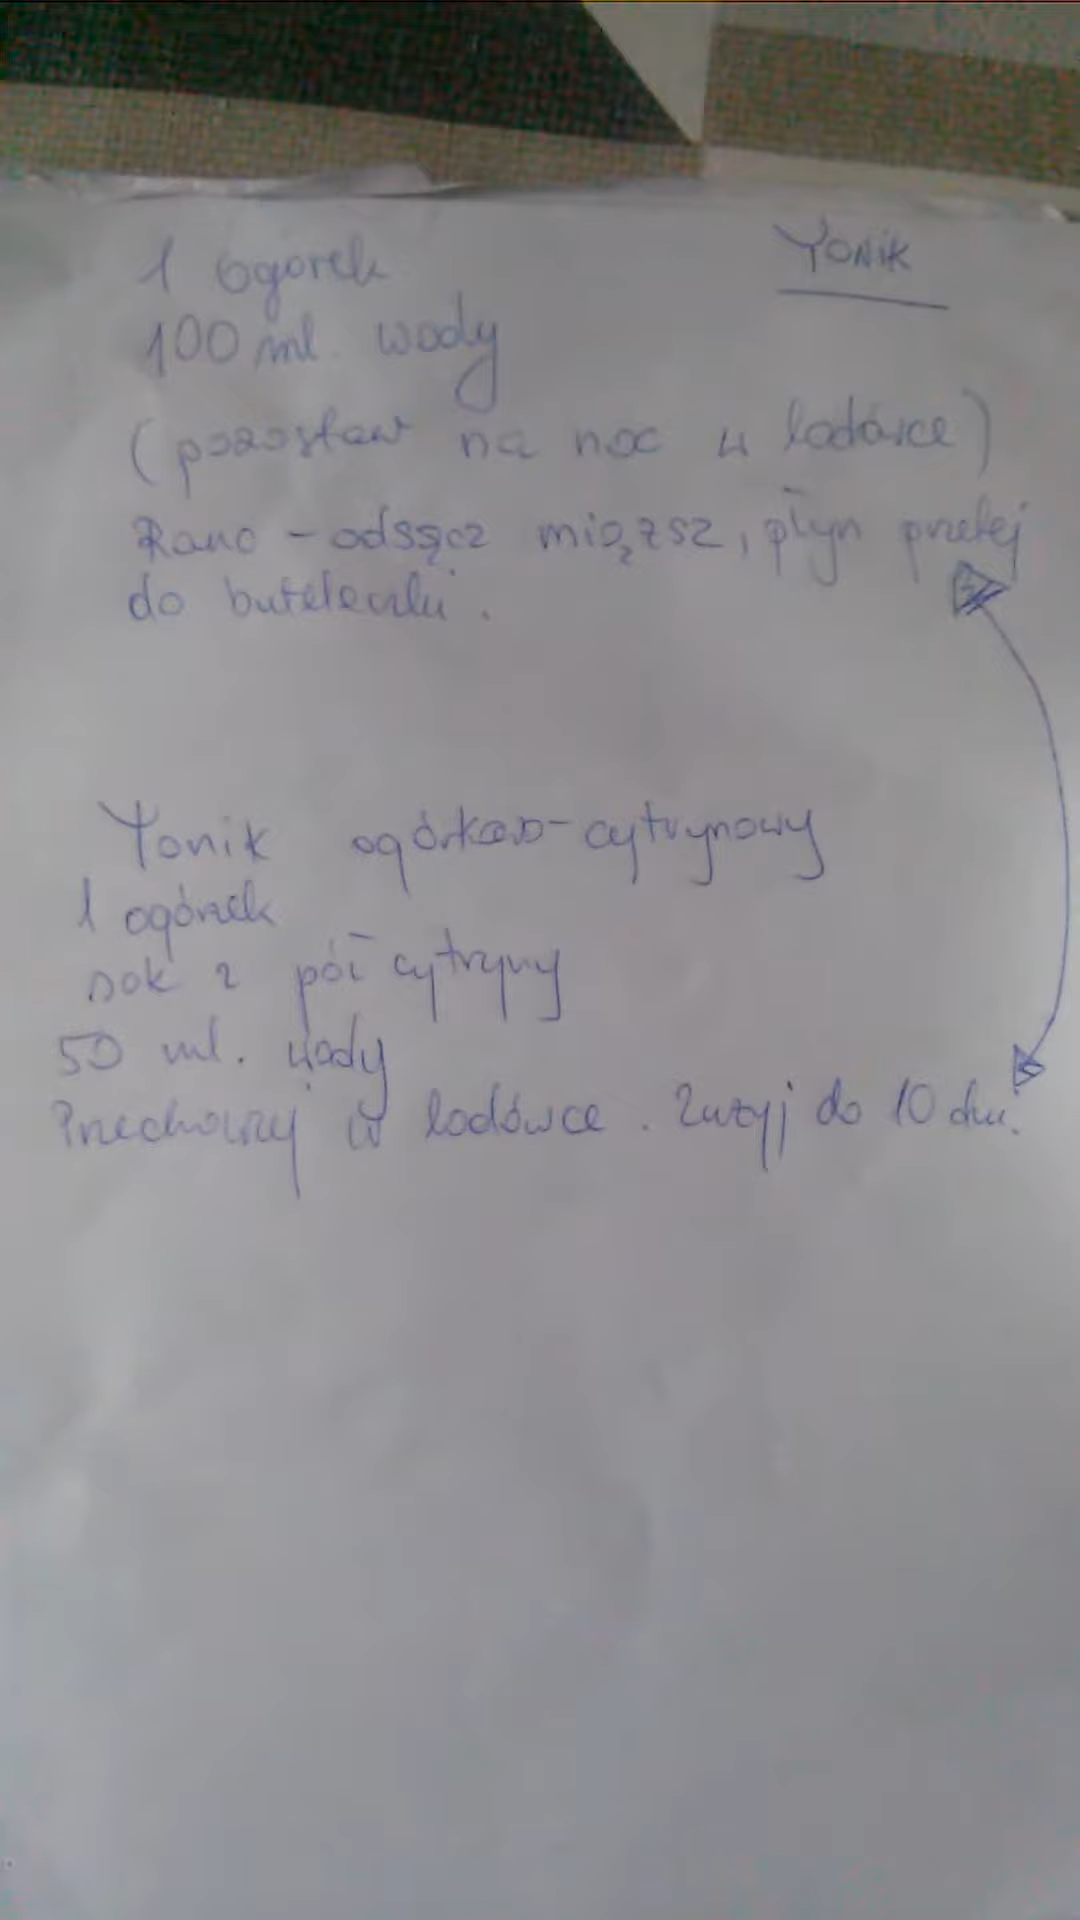 Tonik
1 ogórek
100 ml. wody
(pozostaw na noc w lodówce)
Rano - odsącz miąższ, płyn przelej
do buteleczki.
Tonik ogórkowo-cytrynowy
1 ogórek
sok z pół cytryny
50 ml. wody
Przechowuj w lodówce. Zużyj do 10 dni.